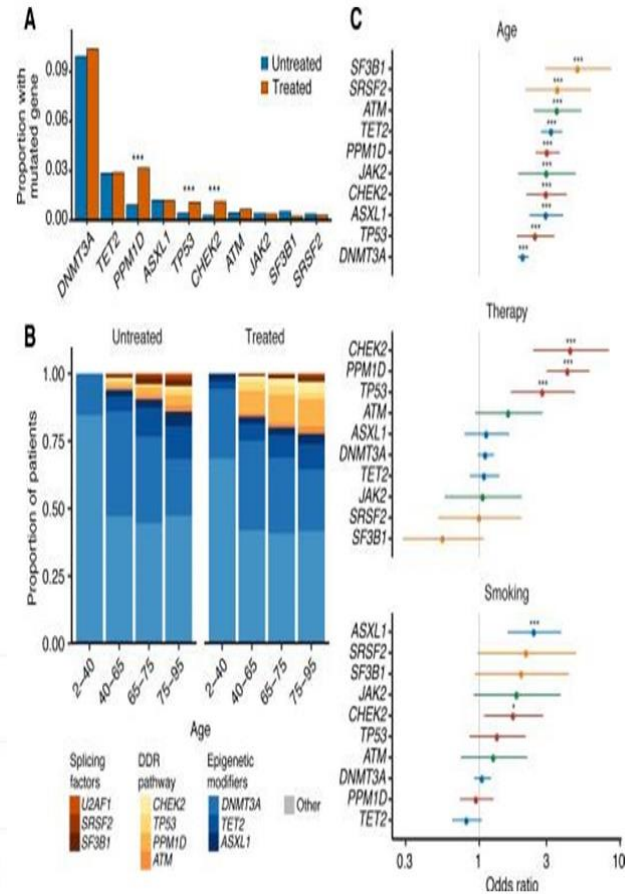 A
Proportion with
mutated gene
0.09
0.06
0.03
0.00
Untreated
Treated
***
***
***
DNMT3A
TET2
PPM1D
ASXL1
TP53
CHEK2
ATM
JAK2
SF3B1
SRSF2
B
Untreated
Treated
Proportion of patients
1.00
0.75
0.50
0.25
0.00
2–40
40–65
65–75
75–95
2–40
40–65
65–75
75–95
Age
Splicing
factors
U2AF1
SRSF2
SF3B1
DDR
pathway
CHEK2
TP53
PPM1D
ATM
Epigenetic
modifiers
DNMT3A
TET2
ASXL1
Other
C
Age
SF3B1 ***
SRSF2 ***
ATM ***
TET2 ***
PPM1D ***
JAK2 ***
CHEK2 ***
ASXL1 ***
TP53 ***
DNMT3A ***
Therapy
CHEK2 ***
PPM1D ***
TP53 ***
ATM
ASXL1
DNMT3A
TET2
JAK2
SRSF2
SF3B1
Smoking
ASXL1 ***
SRSF2
SF3B1
JAK2
CHEK2 *
TP53
ATM
DNMT3A
PPM1D
TET2
0.3 1 3 10
Odds ratio